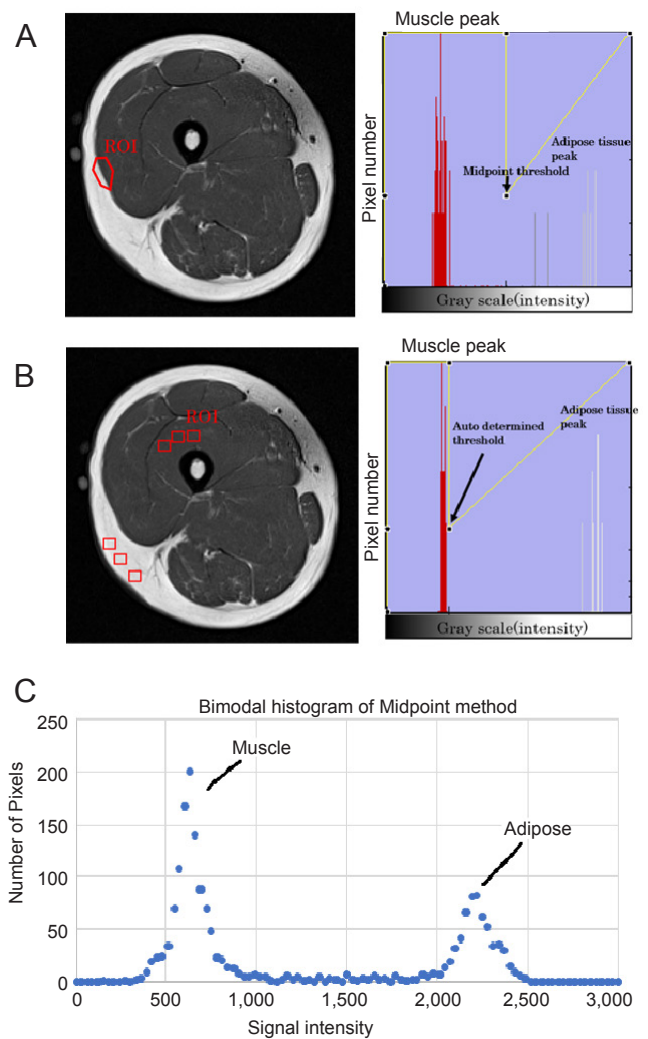 A
Muscle peak
ROI
Pixel number
Adipose tissue
peak
Midpoint threshold
Gray scale(intensity)
B
Muscle peak
ROI
Pixel number
Adipose tissue
peak
Auto determined
threshold
Gray scale(intensity)
C
Bimodal histogram of Midpoint method
Number of Pixels
250
200
150
100
50
0
Muscle
Adipose
0 500 1,000 1,500 2,000 2,500 3,000
Signal intensity